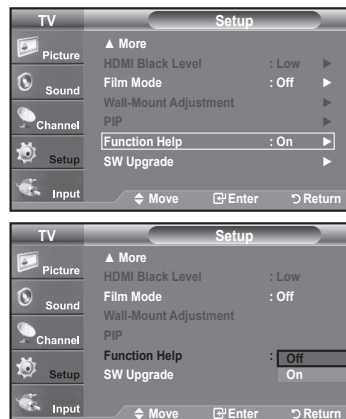 TV Setup
▲ More
Picture
HDMI Black Level : Low ►
Film Mode : Off ►
Sound
Wall-Mount Adjustment ►
Channel
PIP ►
Function Help : On ►
Setup
SW Upgrade ►
Input
Move Enter Return
TV Setup
▲ More
Picture
HDMI Black Level : Low
Film Mode : Off
Sound
Wall-Mount Adjustment
Channel
PIP
Function Help : Off
Setup
SW Upgrade On
Input
Move Enter Return